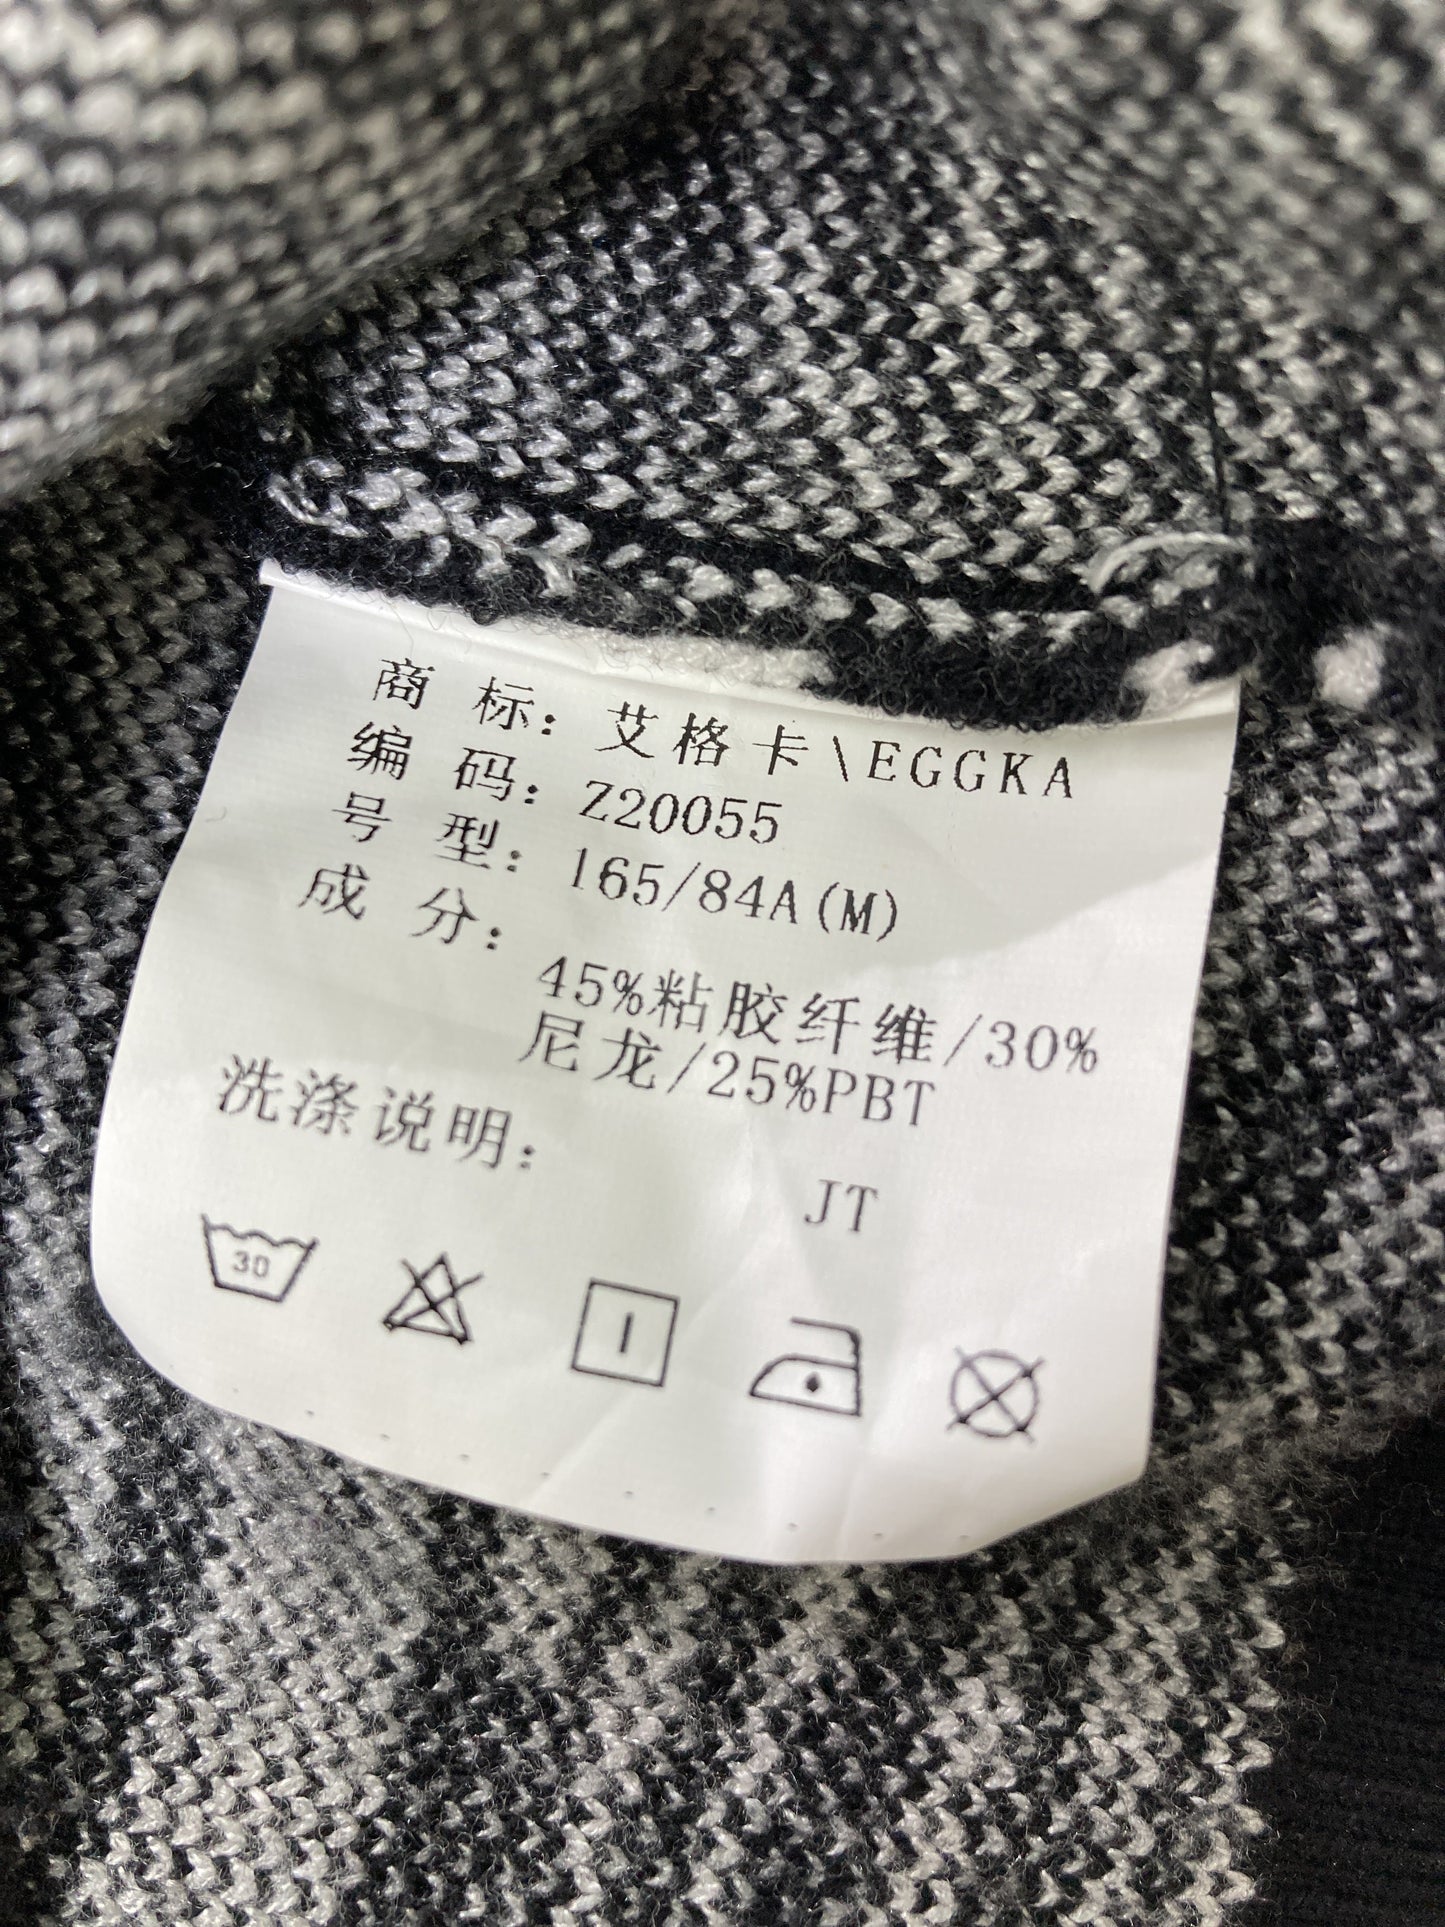 商 标: 艾格卡\EGGKA
编 码: Z20055
号 型: 165/84A(M)
成 分:
45%粘胶纤维/30%
尼龙/25%PBT
洗涤说明:
JT
30